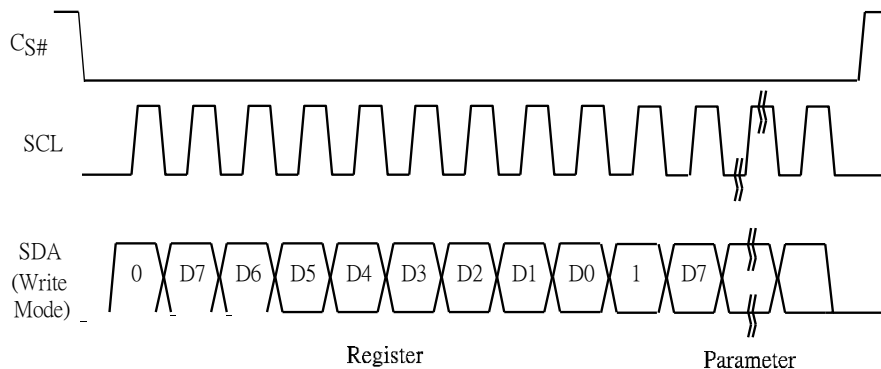 CS#
SCL
SDA
(Write
Mode)
0 D7 D6 D5 D4 D3 D2 D1 D0 1 D7
Register Parameter